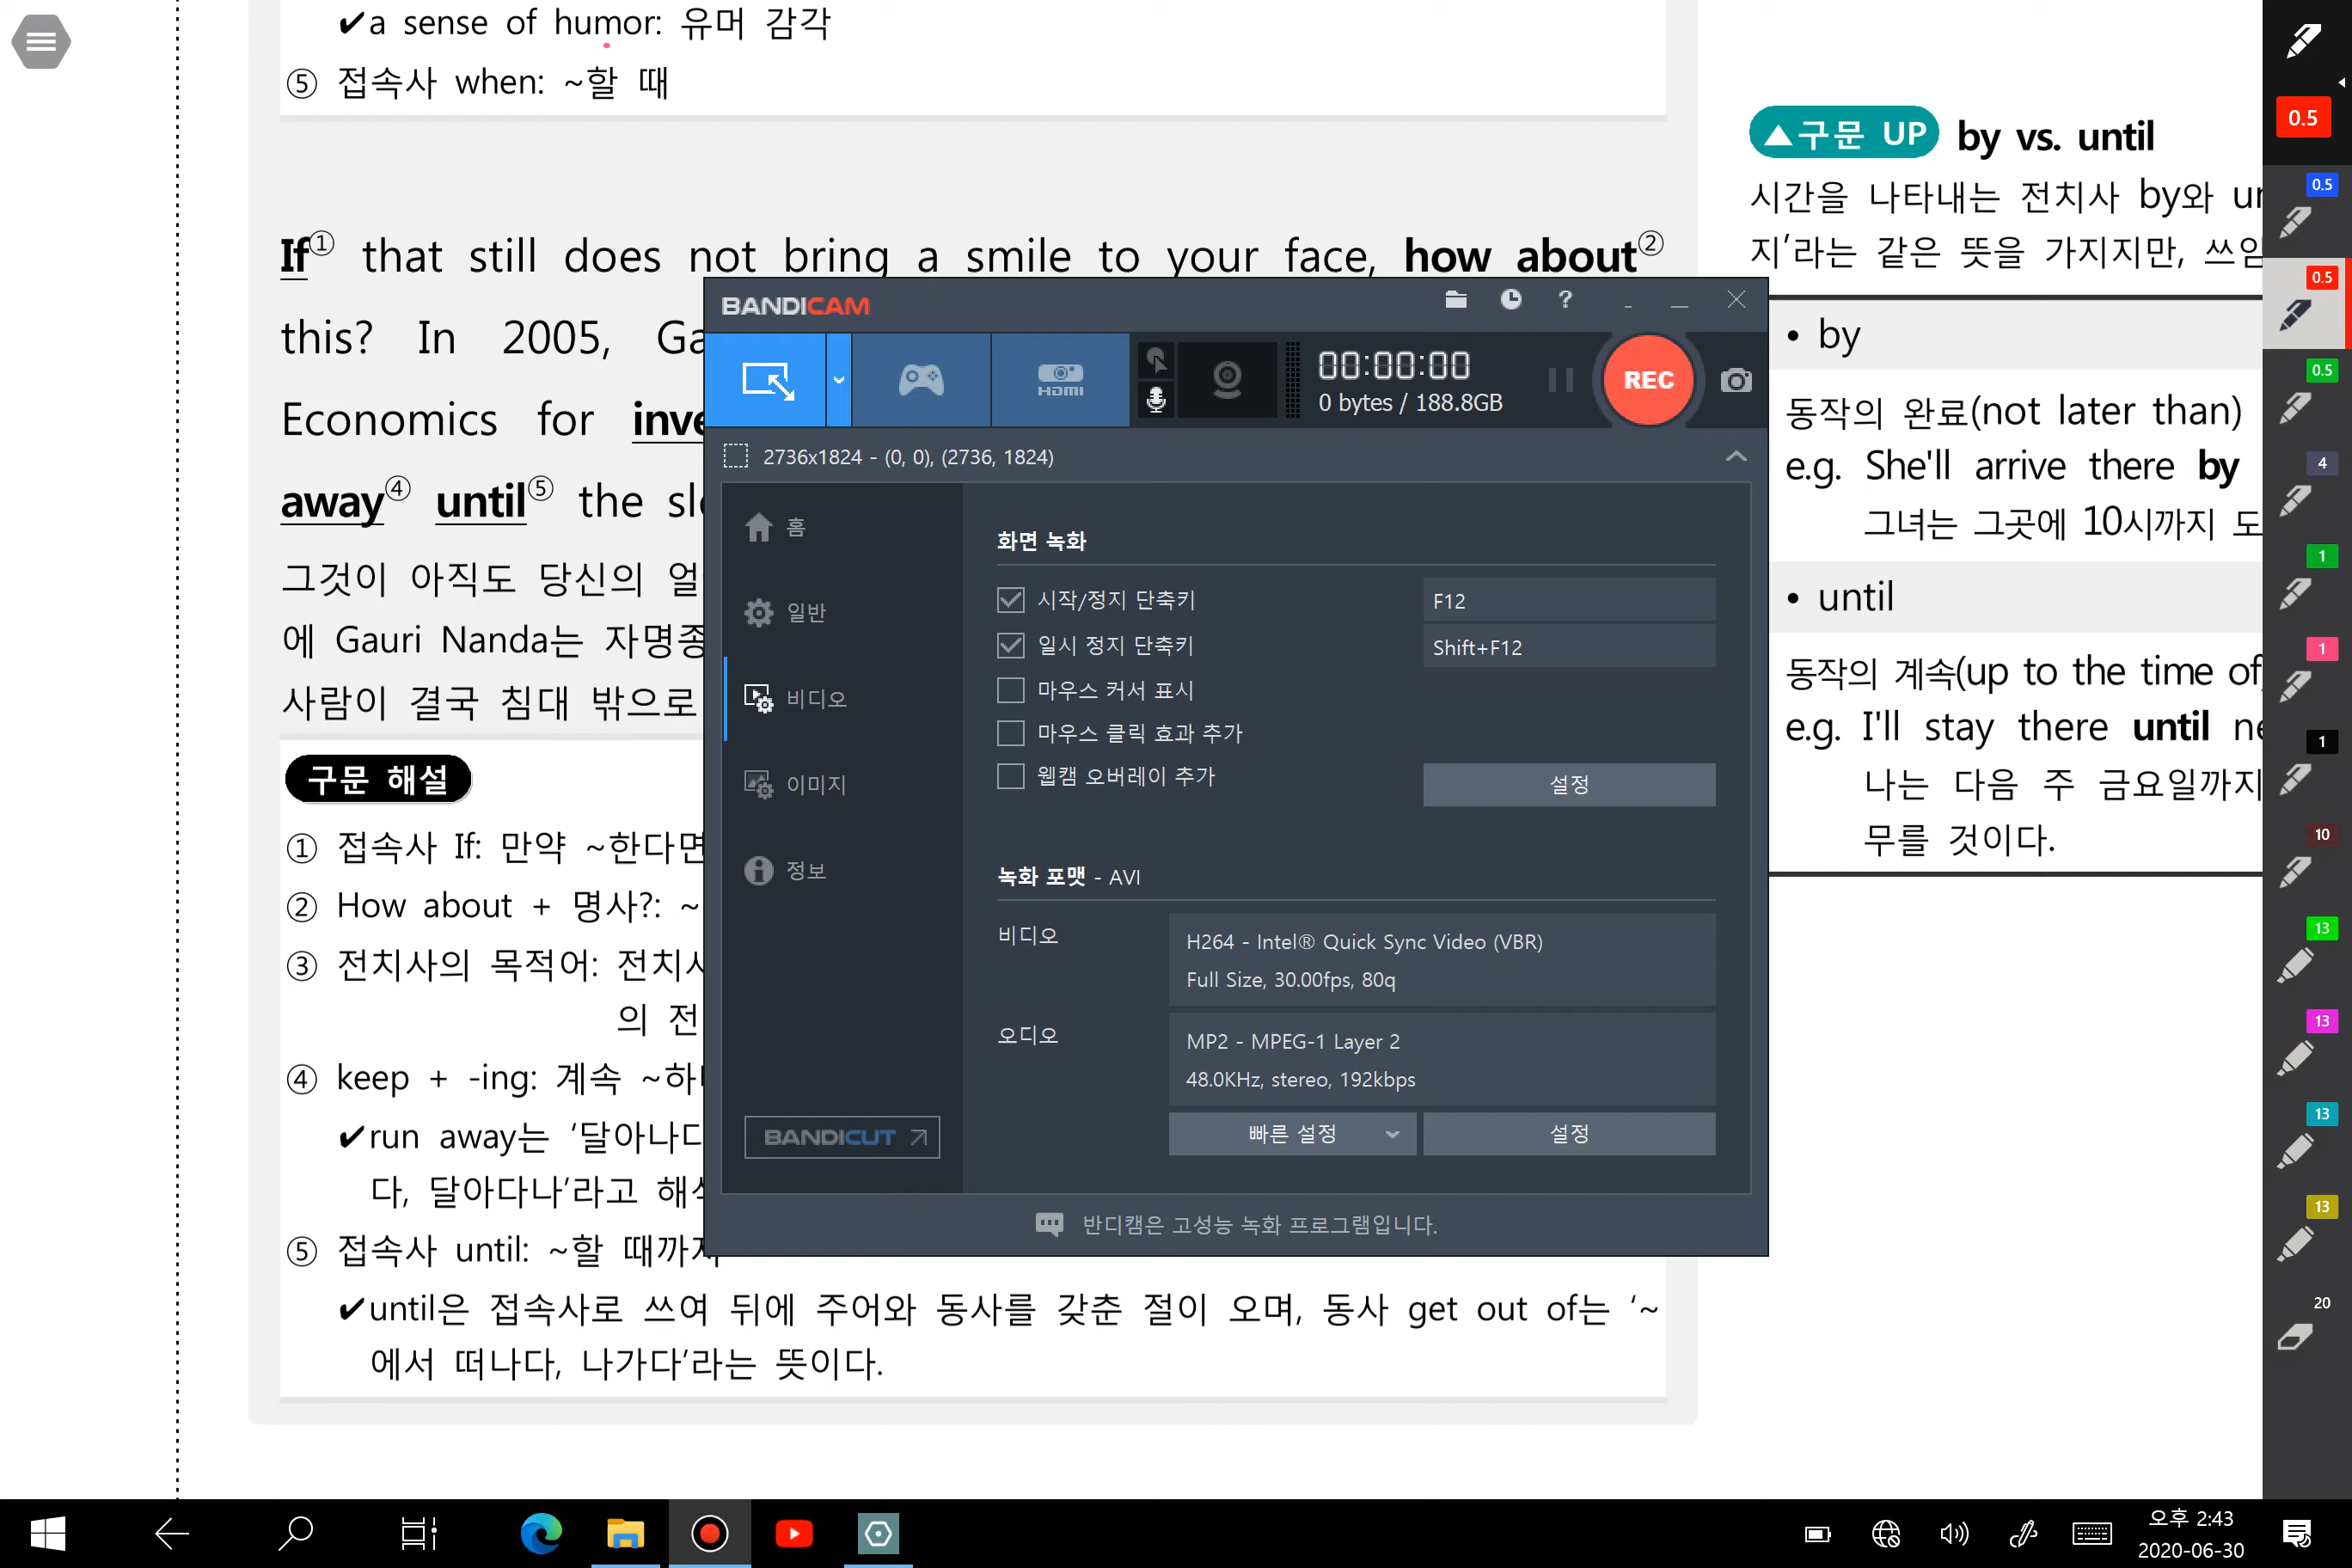 ✔a sense of humor: 유머 감각
⑤ 접속사 when: ~할 때
If① that still does not bring a smile to your face, how about②
this? In 2005, Ga
Economics for inve
away④ until⑤ the sle
그것이 아직도 당신의 얼
에 Gauri Nanda는 자명종
사람이 결국 침대 밖으로
구문 해설
① 접속사 If: 만약 ~한다면
② How about + 명사?: ~
③ 전치사의 목적어: 전치사
의 전
④ keep + -ing: 계속 ~하
✔run away는 ‘달아나다
다, 달아다나’라고 해석
⑤ 접속사 until: ~할 때까지
✔until은 접속사로 쓰여 뒤에 주어와 동사를 갖춘 절이 오며, 동사 get out of는 ‘~
에서 떠나다, 나가다’라는 뜻이다.
BANDICAM
?
HDMI
00:00:00
0 bytes / 188.8GB
REC
2736x1824 - (0, 0), (2736, 1824)
홈
일반
비디오
이미지
정보
BANDICUT
화면 녹화
시작/정지 단축키 F12
일시 정지 단축키 Shift+F12
마우스 커서 표시
마우스 클릭 효과 추가
웹캠 오버레이 추가 설정
녹화 포맷 - AVI
비디오
H264 - Intel® Quick Sync Video (VBR)
Full Size, 30.00fps, 80q
오디오
MP2 - MPEG-1 Layer 2
48.0KHz, stereo, 192kbps
빠른 설정 설정
반디캠은 고성능 녹화 프로그램입니다.
▲구문 UP by vs. until
시간을 나타내는 전치사 by와 un
지’라는 같은 뜻을 가지지만, 쓰임
• by
동작의 완료(not later than)
e.g. She'll arrive there by
그녀는 그곳에 10시까지 도
• until
동작의 계속(up to the time of
e.g. I'll stay there until ne
나는 다음 주 금요일까지
무를 것이다.
0.5
0.5
0.5
0.5
4
1
1
1
10
13
13
13
13
20
오후 2:43
2020-06-30